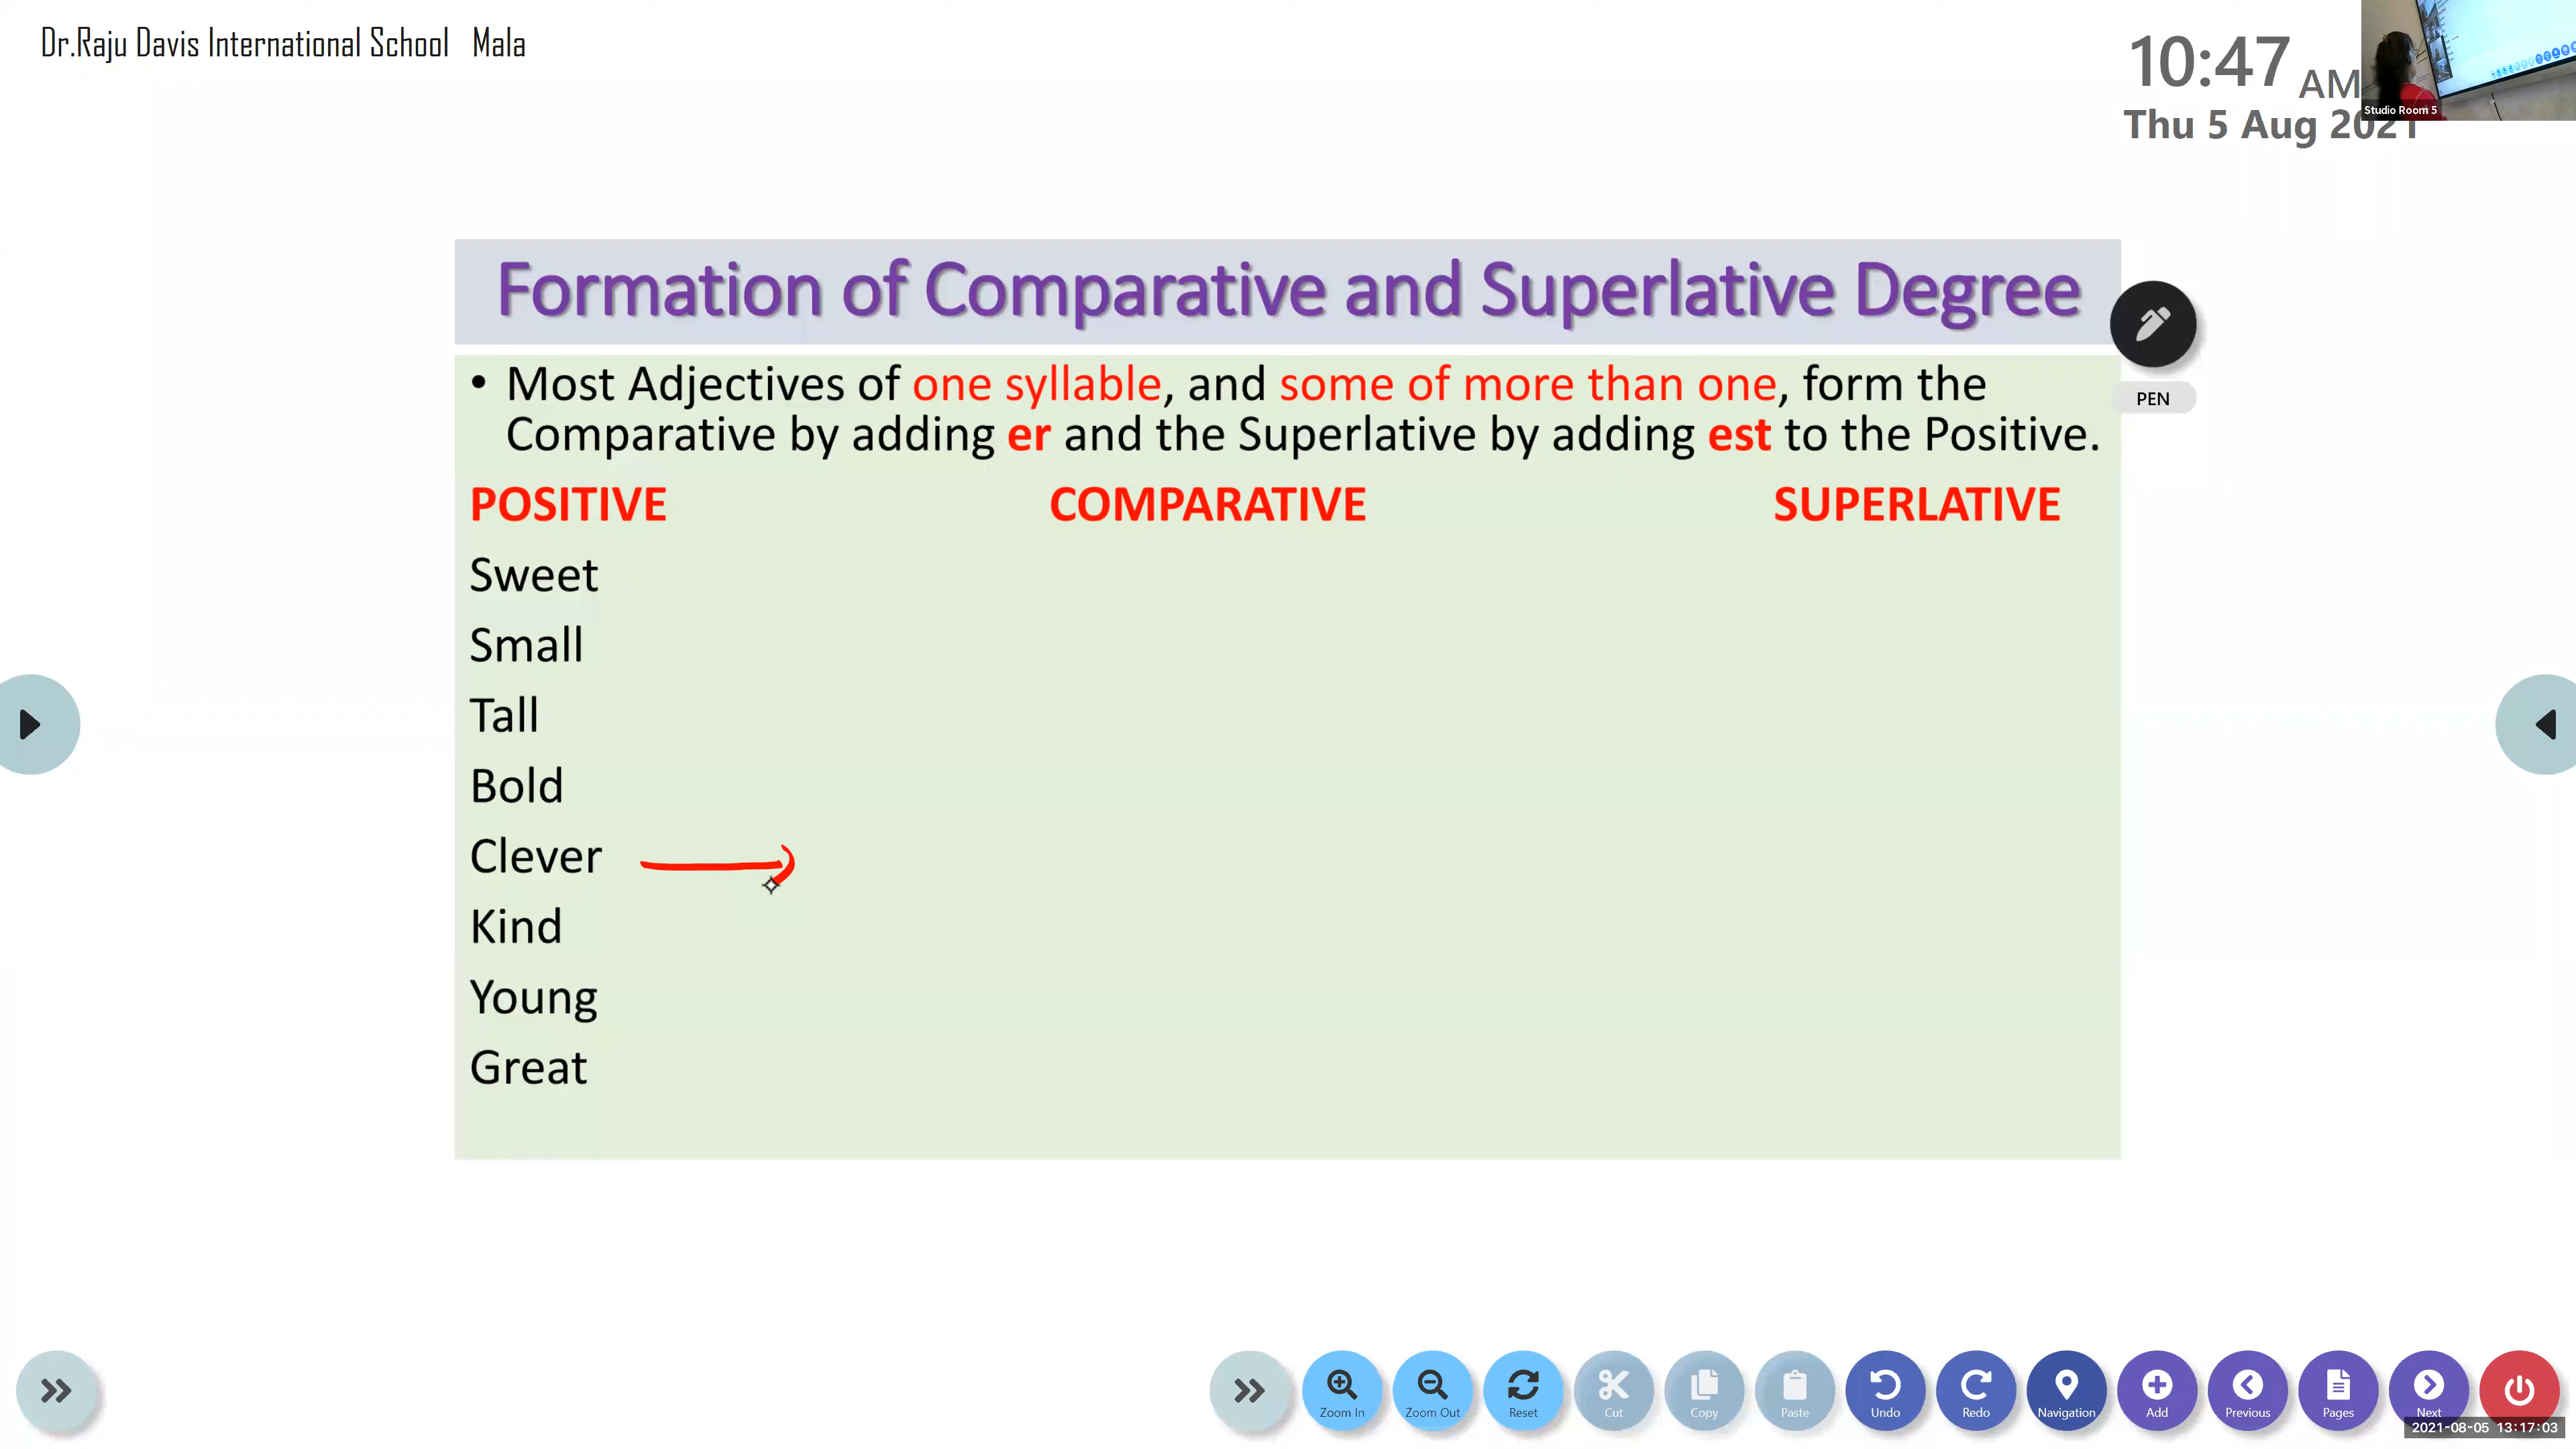 Dr.Raju Davis International School Mala
10:47 AM
Thu 5 Aug 2021
Studio Room 5
Formation of Comparative and Superlative Degree
PEN
• Most Adjectives of one syllable, and some of more than one, form the
Comparative by adding er and the Superlative by adding est to the Positive.
POSITIVE COMPARATIVE SUPERLATIVE
Sweet
Small
Tall
Bold
Clever
Kind
Young
Great
Zoom In Zoom Out Reset Cut Copy Paste Undo Redo Navigation Add Previous Pages Next
2021-08-05 13:17:03